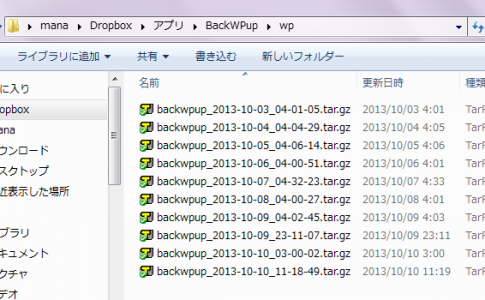 mana ▸ Dropbox ▸ アプリ ▸ BackWPup ▸ wp
ライブラリに追加 ▼ 共有 ▼ 書き込む 新しいフォルダー
名前 更新日時 種類
に入り
ropbox
ana
ウンロード
スクトップ
近表示した場所
ブラリ
キュメント
クチャ
デオ
backwpup_2013-10-03_04-01-05.tar.gz 2013/10/03 4:01 TarF
backwpup_2013-10-04_04-04-29.tar.gz 2013/10/04 4:05 TarF
backwpup_2013-10-05_04-06-14.tar.gz 2013/10/05 4:06 TarF
backwpup_2013-10-06_04-00-51.tar.gz 2013/10/06 4:01 TarF
backwpup_2013-10-07_04-32-23.tar.gz 2013/10/07 4:33 TarF
backwpup_2013-10-08_04-00-27.tar.gz 2013/10/08 4:01 TarF
backwpup_2013-10-09_04-02-45.tar.gz 2013/10/09 4:03 TarF
backwpup_2013-10-09_23-11-07.tar.gz 2013/10/09 23:11 TarF
backwpup_2013-10-10_03-00-02.tar.gz 2013/10/10 3:00 TarF
backwpup_2013-10-10_11-18-49.tar.gz 2013/10/10 11:19 TarF